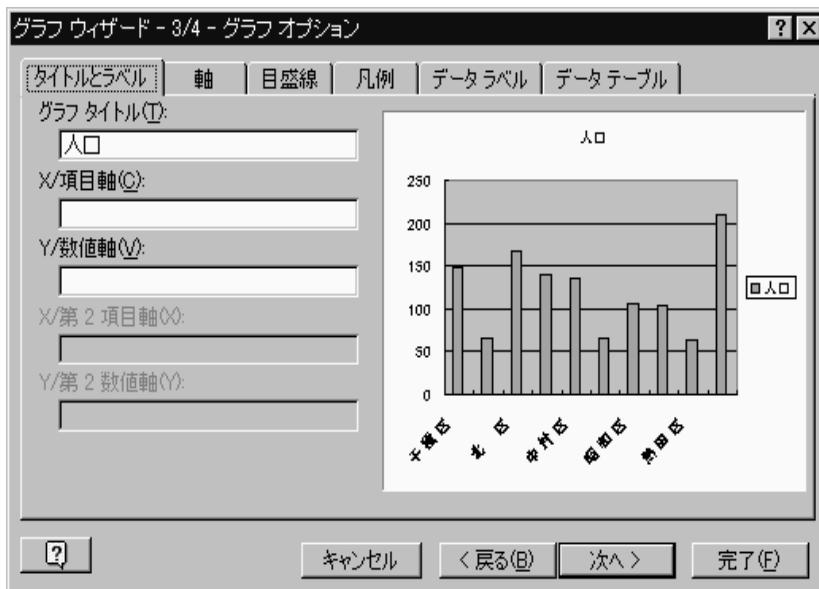 グラフ ウィザード - 3/4 - グラフ オプション
タイトルとラベル 軸 目盛線 凡例 データ ラベル データ テーブル
グラフ タイトル(T):
人口
X/項目軸(C):
Y/数値軸(V):
X/第 2 項目軸(X):
Y/第 2 数値軸(Y):
人口
250
200
150
100
50
0
千種区 北 区 中村区 昭和区 熱田区
人口
キャンセル < 戻る(B) 次へ > 完了(F)